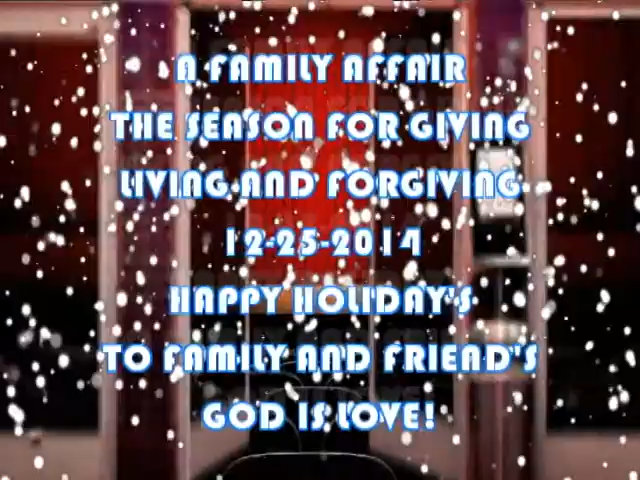 A FAMILY AFFAIR
THE SEASON FOR GIVING
LIVING AND FORGIVING
12-25-2014
HAPPY HOLIDAY'S
TO FAMILY AND FRIEND'S
GOD IS LOVE!